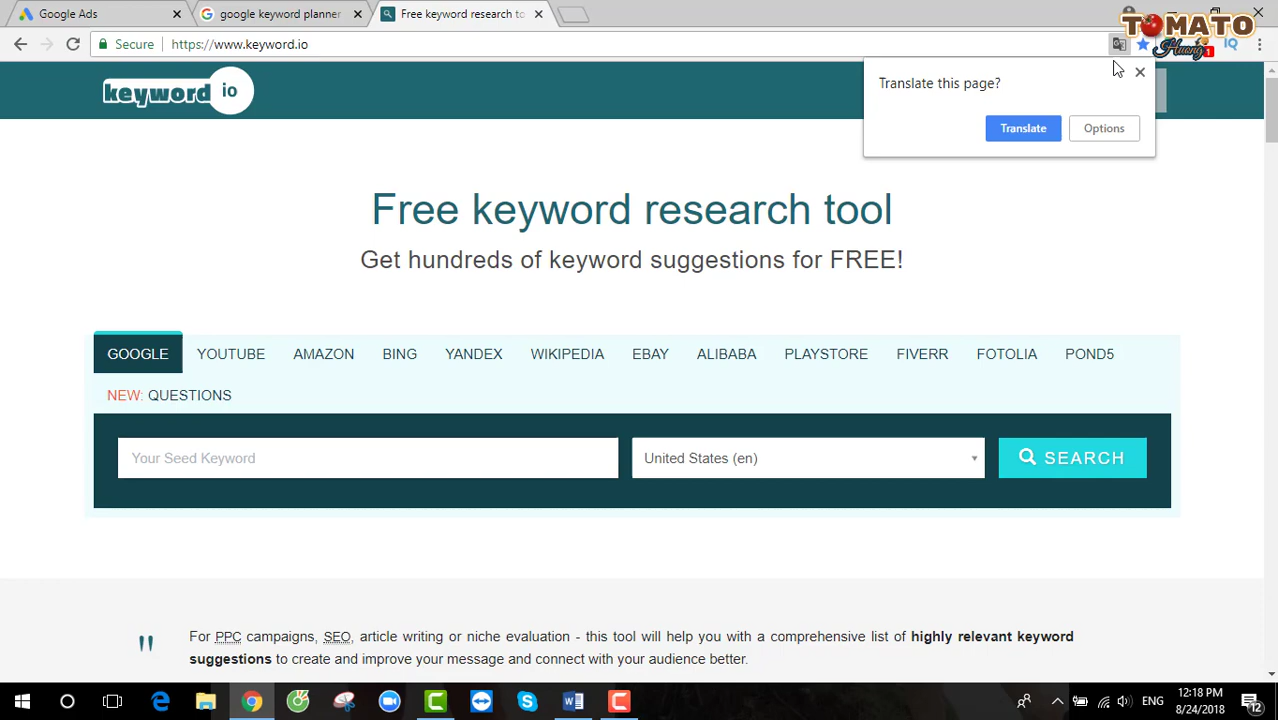 Google Ads
google keyword planner
Free keyword research to
TOMATO
Hương
Secure
https://www.keyword.io
IQ
1
Translate this page?
Translate
Options
keyword io
Free keyword research tool
Get hundreds of keyword suggestions for FREE!
GOOGLE YOUTUBE AMAZON BING YANDEX WIKIPEDIA EBAY ALIBABA PLAYSTORE FIVERR FOTOLIA POND5
NEW: QUESTIONS
Your Seed Keyword
United States (en)
SEARCH
" For PPC campaigns, SEO, article writing or niche evaluation - this tool will help you with a comprehensive list of highly relevant keyword
suggestions to create and improve your message and connect with your audience better.
ENG
12:18 PM
8/24/2018
12